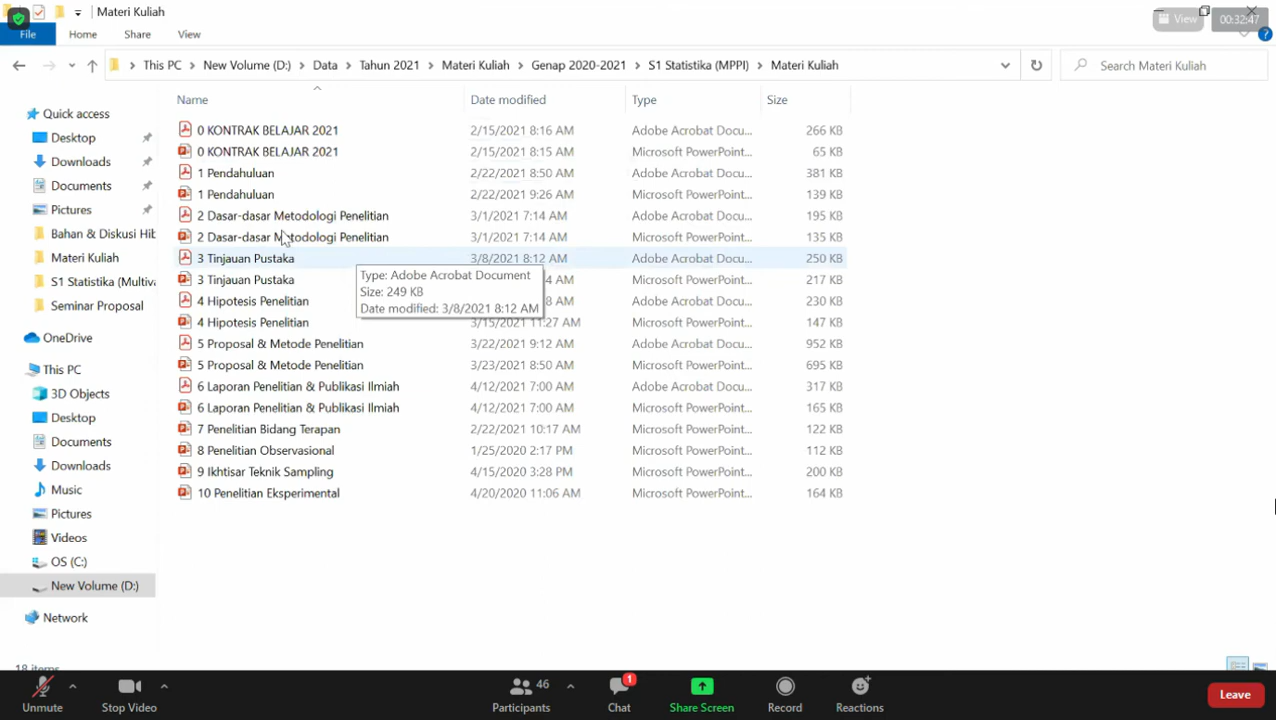 Materi Kuliah
View
00:32:47
File Home Share View
This PC New Volume (D:) Data Tahun 2021 Materi Kuliah Genap 2020-2021 S1 Statistika (MPPI) Materi Kuliah
Search Materi Kuliah
Name Date modified Type Size
Quick access
Desktop
Downloads
Documents
Pictures
Bahan & Diskusi Hib
Materi Kuliah
S1 Statistika (Multiva
Seminar Proposal
OneDrive
This PC
3D Objects
Desktop
Documents
Downloads
Music
Pictures
Videos
OS (C:)
New Volume (D:)
Network
0 KONTRAK BELAJAR 2021 2/15/2021 8:16 AM Adobe Acrobat Docu... 266 KB
0 KONTRAK BELAJAR 2021 2/15/2021 8:15 AM Microsoft PowerPoint... 65 KB
1 Pendahuluan 2/22/2021 8:50 AM Adobe Acrobat Docu... 381 KB
1 Pendahuluan 2/22/2021 9:26 AM Microsoft PowerPoint... 139 KB
2 Dasar-dasar Metodologi Penelitian 3/1/2021 7:14 AM Adobe Acrobat Docu... 195 KB
2 Dasar-dasar Metodologi Penelitian 3/1/2021 7:14 AM Microsoft PowerPoint... 135 KB
3 Tinjauan Pustaka 3/8/2021 8:12 AM Adobe Acrobat Docu... 250 KB
3 Tinjauan Pustaka 4 AM Microsoft PowerPoint... 217 KB
4 Hipotesis Penelitian 8 AM Adobe Acrobat Docu... 230 KB
4 Hipotesis Penelitian 3/15/2021 11:27 AM Microsoft PowerPoint... 147 KB
5 Proposal & Metode Penelitian 3/22/2021 9:12 AM Adobe Acrobat Docu... 952 KB
5 Proposal & Metode Penelitian 3/23/2021 8:50 AM Microsoft PowerPoint... 695 KB
6 Laporan Penelitian & Publikasi Ilmiah 4/12/2021 7:00 AM Adobe Acrobat Docu... 317 KB
6 Laporan Penelitian & Publikasi Ilmiah 4/12/2021 7:00 AM Microsoft PowerPoint... 165 KB
7 Penelitian Bidang Terapan 2/22/2021 10:17 AM Microsoft PowerPoint... 122 KB
8 Penelitian Observasional 1/25/2020 2:17 PM Microsoft PowerPoint... 112 KB
9 Ikhtisar Teknik Sampling 4/15/2020 3:28 PM Microsoft PowerPoint... 200 KB
10 Penelitian Eksperimental 4/20/2020 11:06 AM Microsoft PowerPoint... 164 KB
Type: Adobe Acrobat Document
Size: 249 KB
Date modified: 3/8/2021 8:12 AM
18 items
46
1
Unmute Stop Video Participants Chat Share Screen Record Reactions Leave